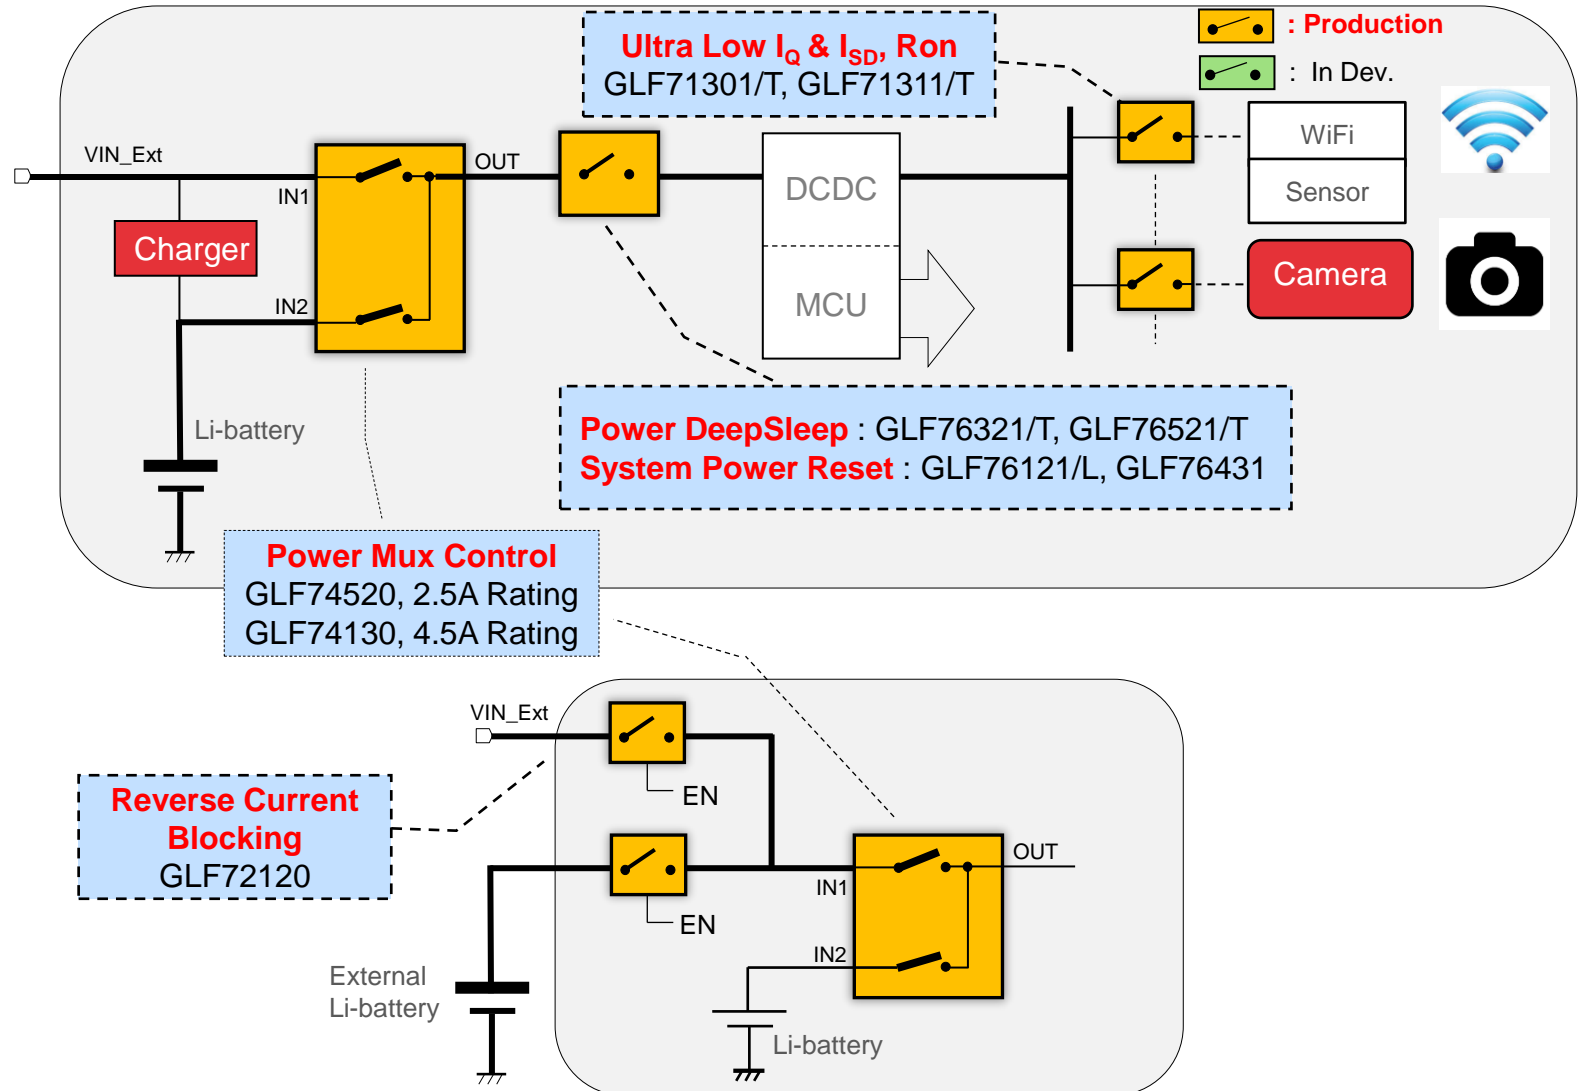 Ultra Low IQ & ISD, Ron
GLF71301/T, GLF71311/T
: Production
: In Dev.
VIN_Ext
IN1
OUT
Charger
IN2
Li-battery
DCDC
MCU
WiFi
Sensor
Camera
Power DeepSleep : GLF76321/T, GLF76521/T
System Power Reset : GLF76121/L, GLF76431
Power Mux Control
GLF74520, 2.5A Rating
GLF74130, 4.5A Rating
VIN_Ext
EN
Reverse Current
Blocking
GLF72120
EN
IN1
OUT
IN2
External
Li-battery
Li-battery